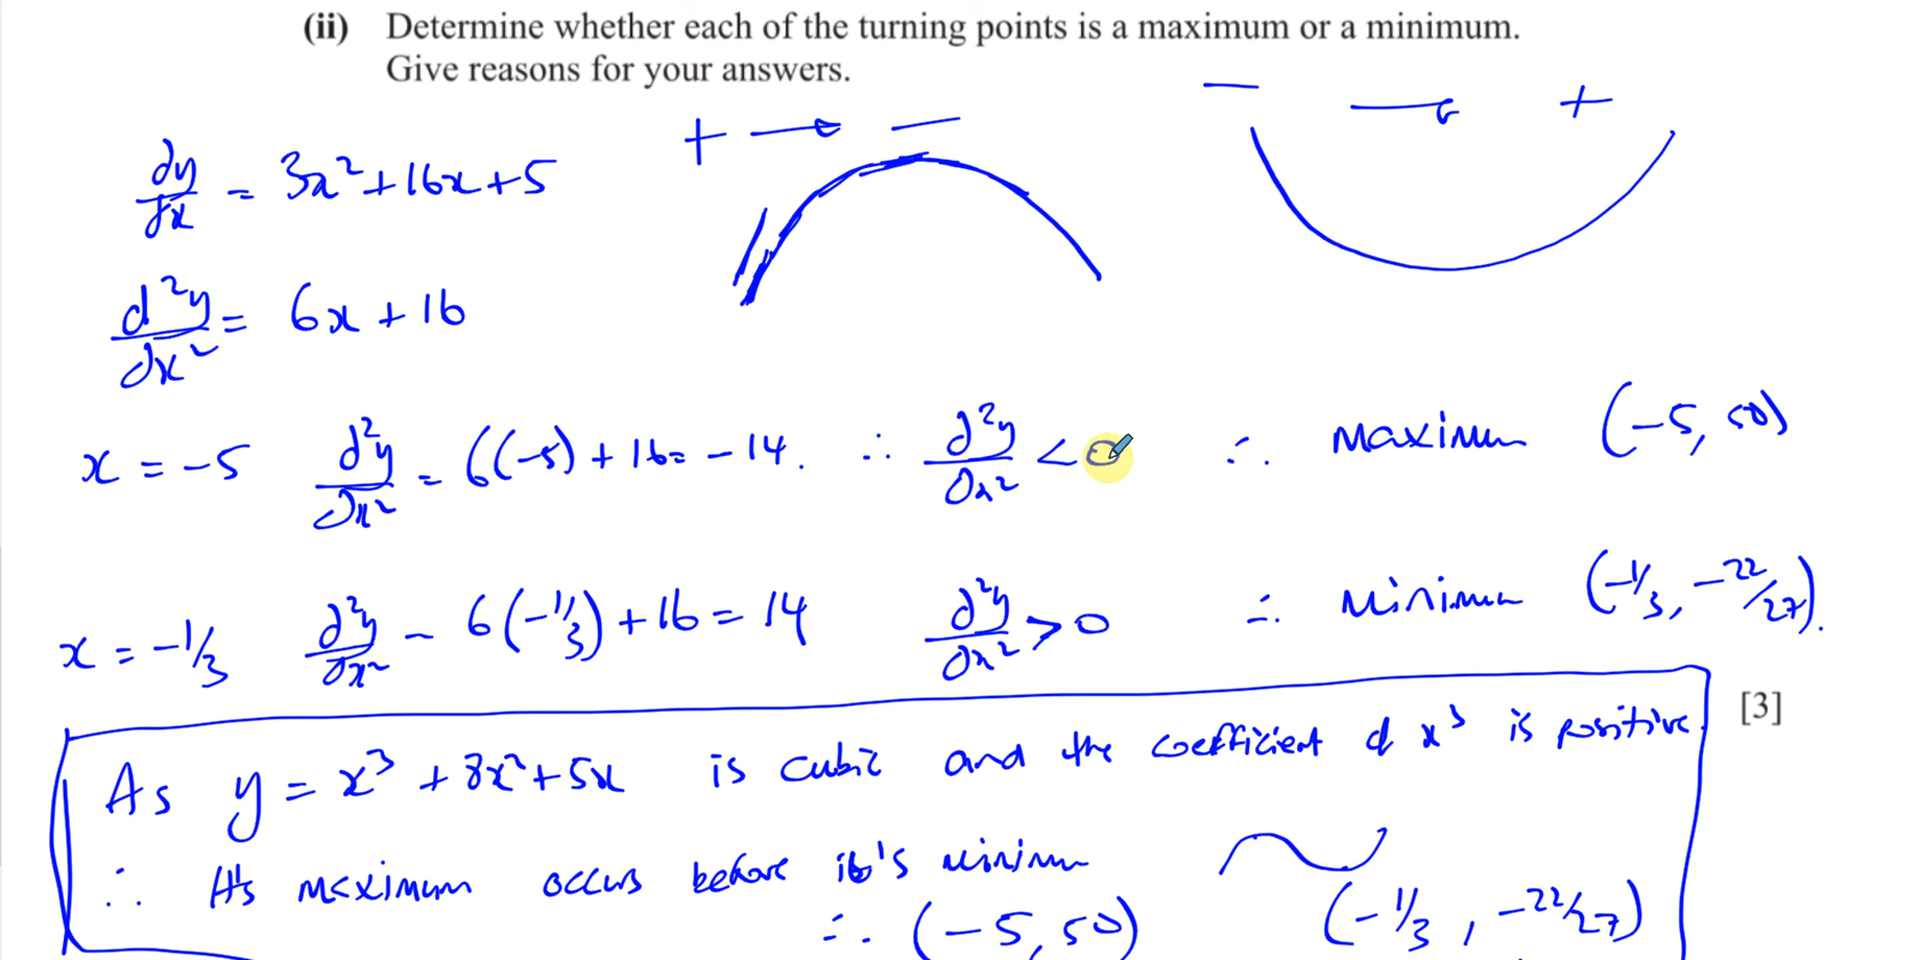 (ii) Determine whether each of the turning points is a maximum or a minimum.
Give reasons for your answers.
+ → −
− → +
dy/dx = 3x²+16x+5
d²y/dx² = 6x+16
x = -5 d²y/dx² = 6(-5)+16= -14. ∴ d²y/dx² <0 ∴ Maximum (-5, 50)
x = -1/3 d²y/dx² - 6(-1/3)+16=14 d²y/dx² >0 ∴ Minimum (-1/3, -22/27).
[3]
As y = x³+8x²+5x is cubic and the coefficient of x³ is positive
∴ It's maximum occurs before it's minimum
∴ (-5, 50) (-1/3, -22/27)